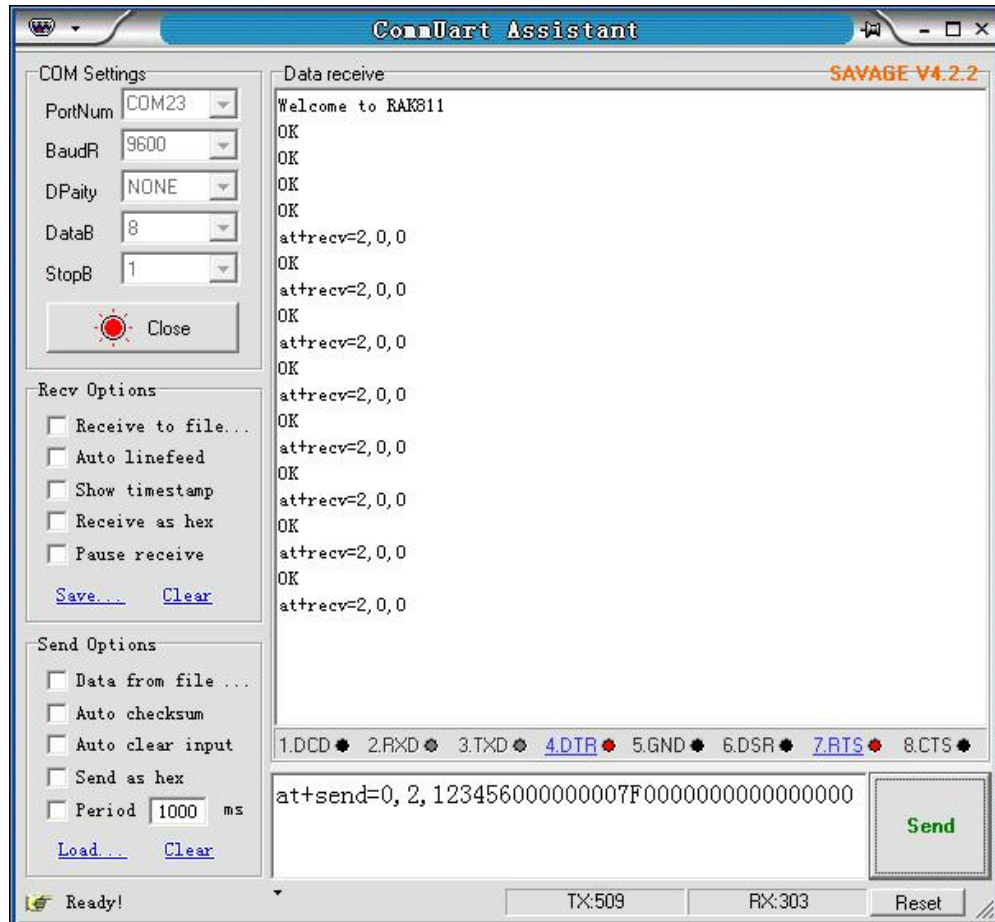 CommUart Assistant
COM Settings
PortNum COM23
BaudR 9600
DPaity NONE
DataB 8
StopB 1
Close
Recv Options
Receive to file...
Auto linefeed
Show timestamp
Receive as hex
Pause receive
Save... Clear
Send Options
Data from file ...
Auto checksum
Auto clear input
Send as hex
Period 1000 ms
Load... Clear
Data receive SAVAGE V4.2.2
Welcome to RAK811
OK
OK
OK
OK
at+recv=2,0,0
OK
at+recv=2,0,0
OK
at+recv=2,0,0
OK
at+recv=2,0,0
OK
at+recv=2,0,0
OK
at+recv=2,0,0
OK
at+recv=2,0,0
OK
at+recv=2,0,0
1.DCD 2.RXD 3.TXD 4.DTR 5.GND 6.DSR 7.RTS 8.CTS
at+send=0,2,123456000000007F0000000000000000
Send
Ready! TX:509 RX:303 Reset